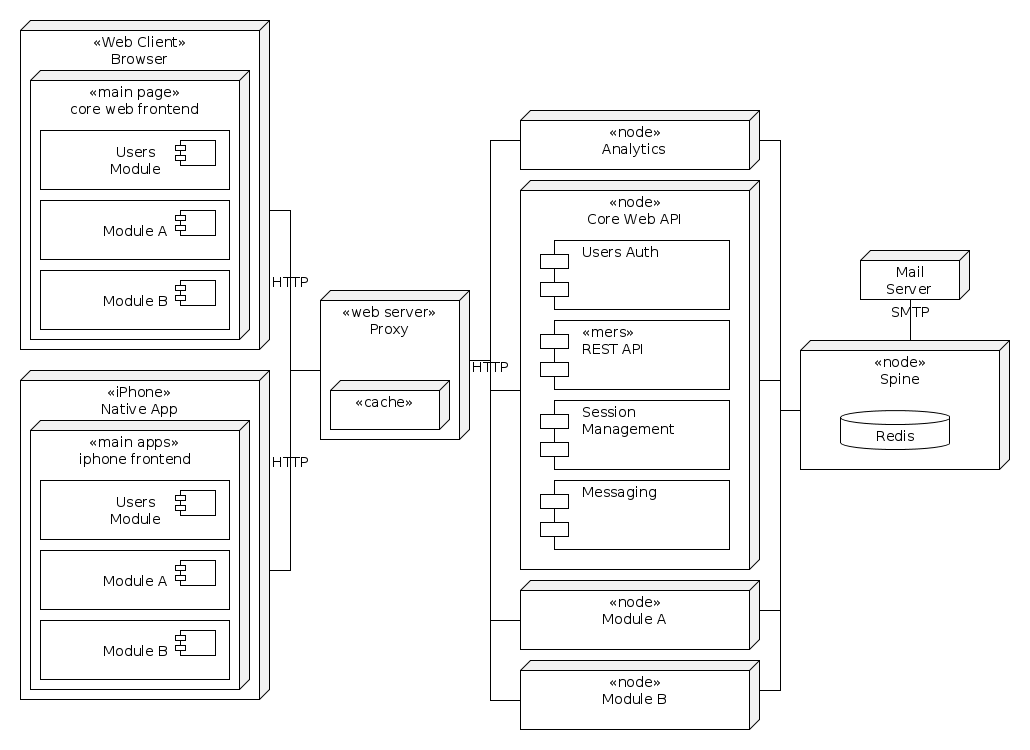 «Web Client»
Browser
«main page»
core web frontend
Users
Module
Module A
Module B
HTTP
«iPhone»
Native App
«main apps»
iphone frontend
Users
Module
Module A
Module B
HTTP
«web server»
Proxy
«cache»
HTTP
«node»
Analytics
«node»
Core Web API
Users Auth
«mers»
REST API
Session
Management
Messaging
«node»
Module A
«node»
Module B
Mail
Server
SMTP
«node»
Spine
Redis